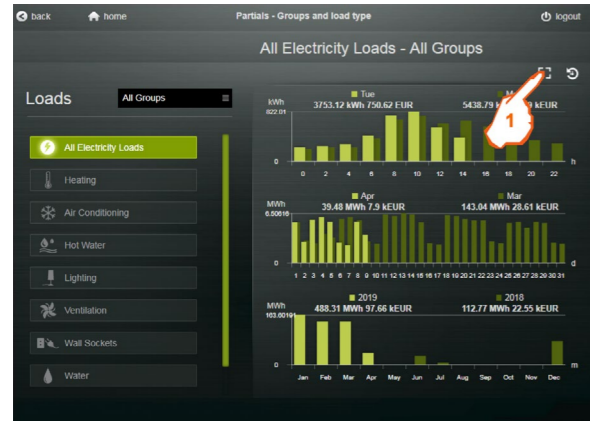 back home Partials - Groups and load type logout
All Electricity Loads - All Groups
Loads All Groups
All Electricity Loads
Heating
Air Conditioning
Hot Water
Lighting
Ventilation
Wall Sockets
Water
1
kWh Tue
3753.12 kWh 750.62 EUR 5438.79 kEUR
822.01
0
0 2 4 6 8 10 12 14 16 18 20 22 h
MWh Apr Mar
39.48 MWh 7.9 kEUR 143.04 MWh 28.61 kEUR
6.50616
0
1 2 3 4 5 6 7 8 9 10 11 12 13 14 15 16 17 18 19 20 21 22 23 24 25 26 27 28 29 30 31 d
MWh 2019 2018
488.31 MWh 97.66 kEUR 112.77 MWh 22.55 kEUR
163.60191
0
Jan Feb Mar Apr May Jun Jul Aug Sep Oct Nov Dec m